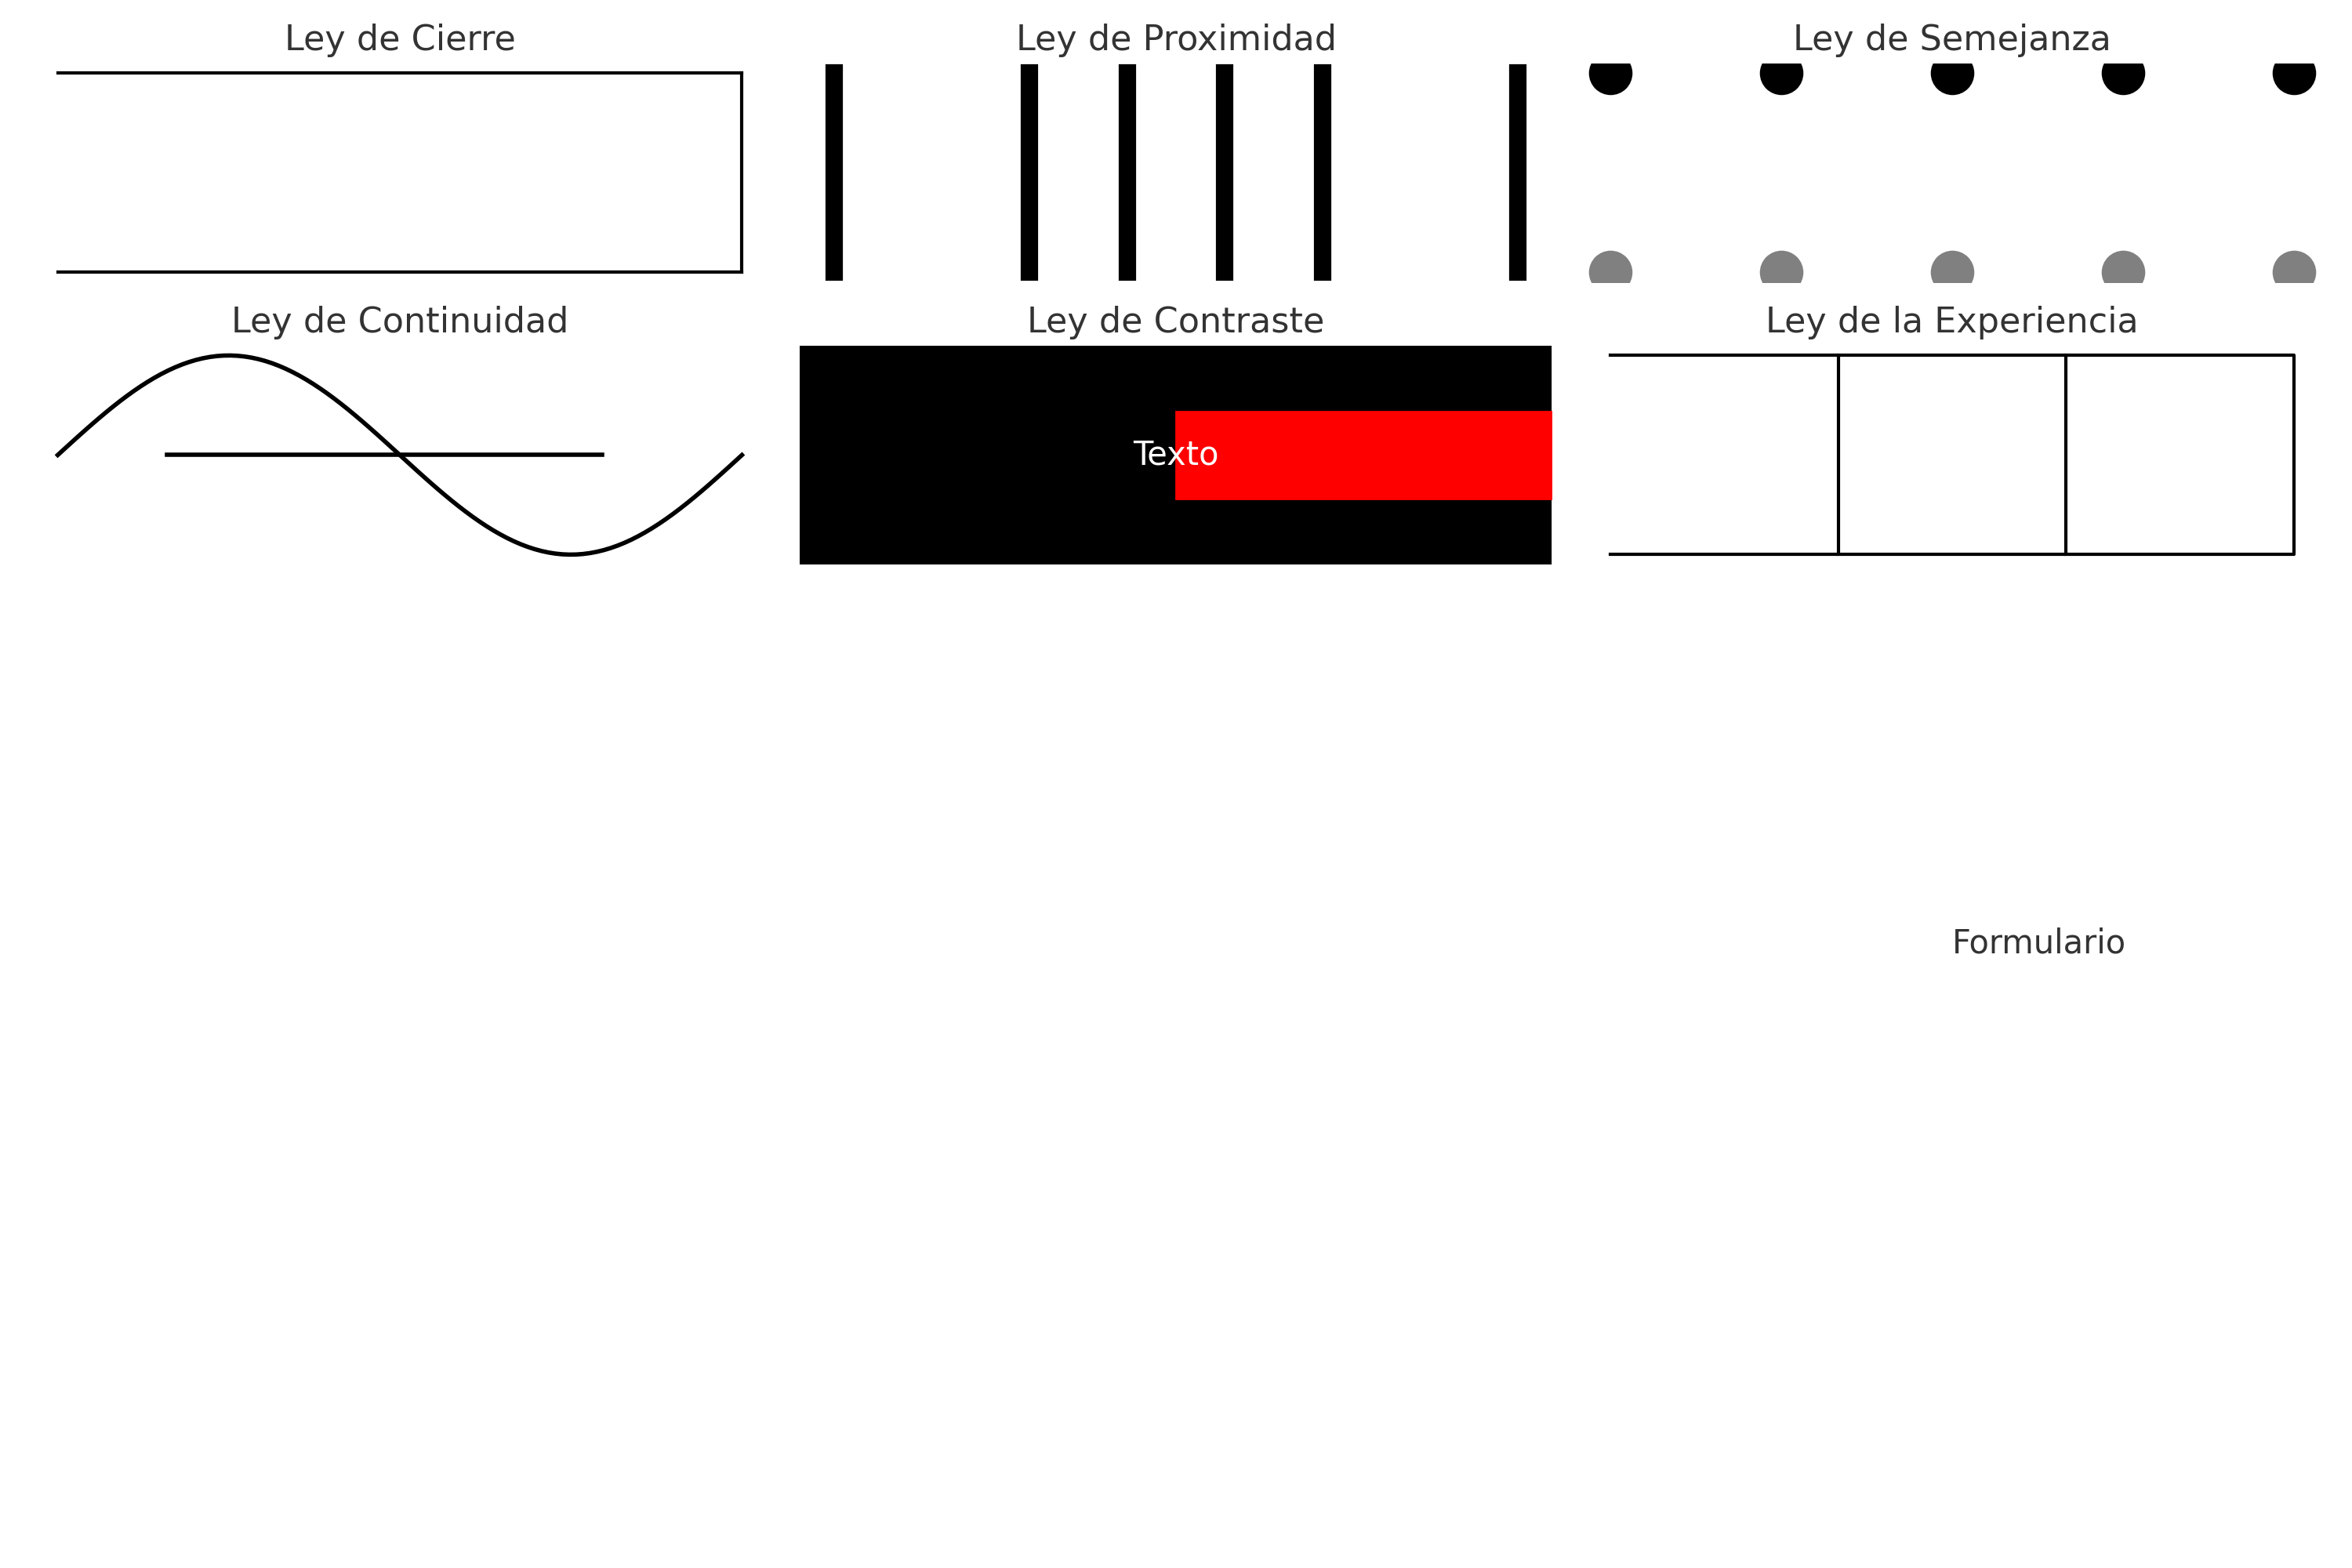 Ley de Cierre
Ley de Proximidad
Ley de Semejanza
Ley de Continuidad
Ley de Contraste
Ley de la Experiencia
Texto
Formulario